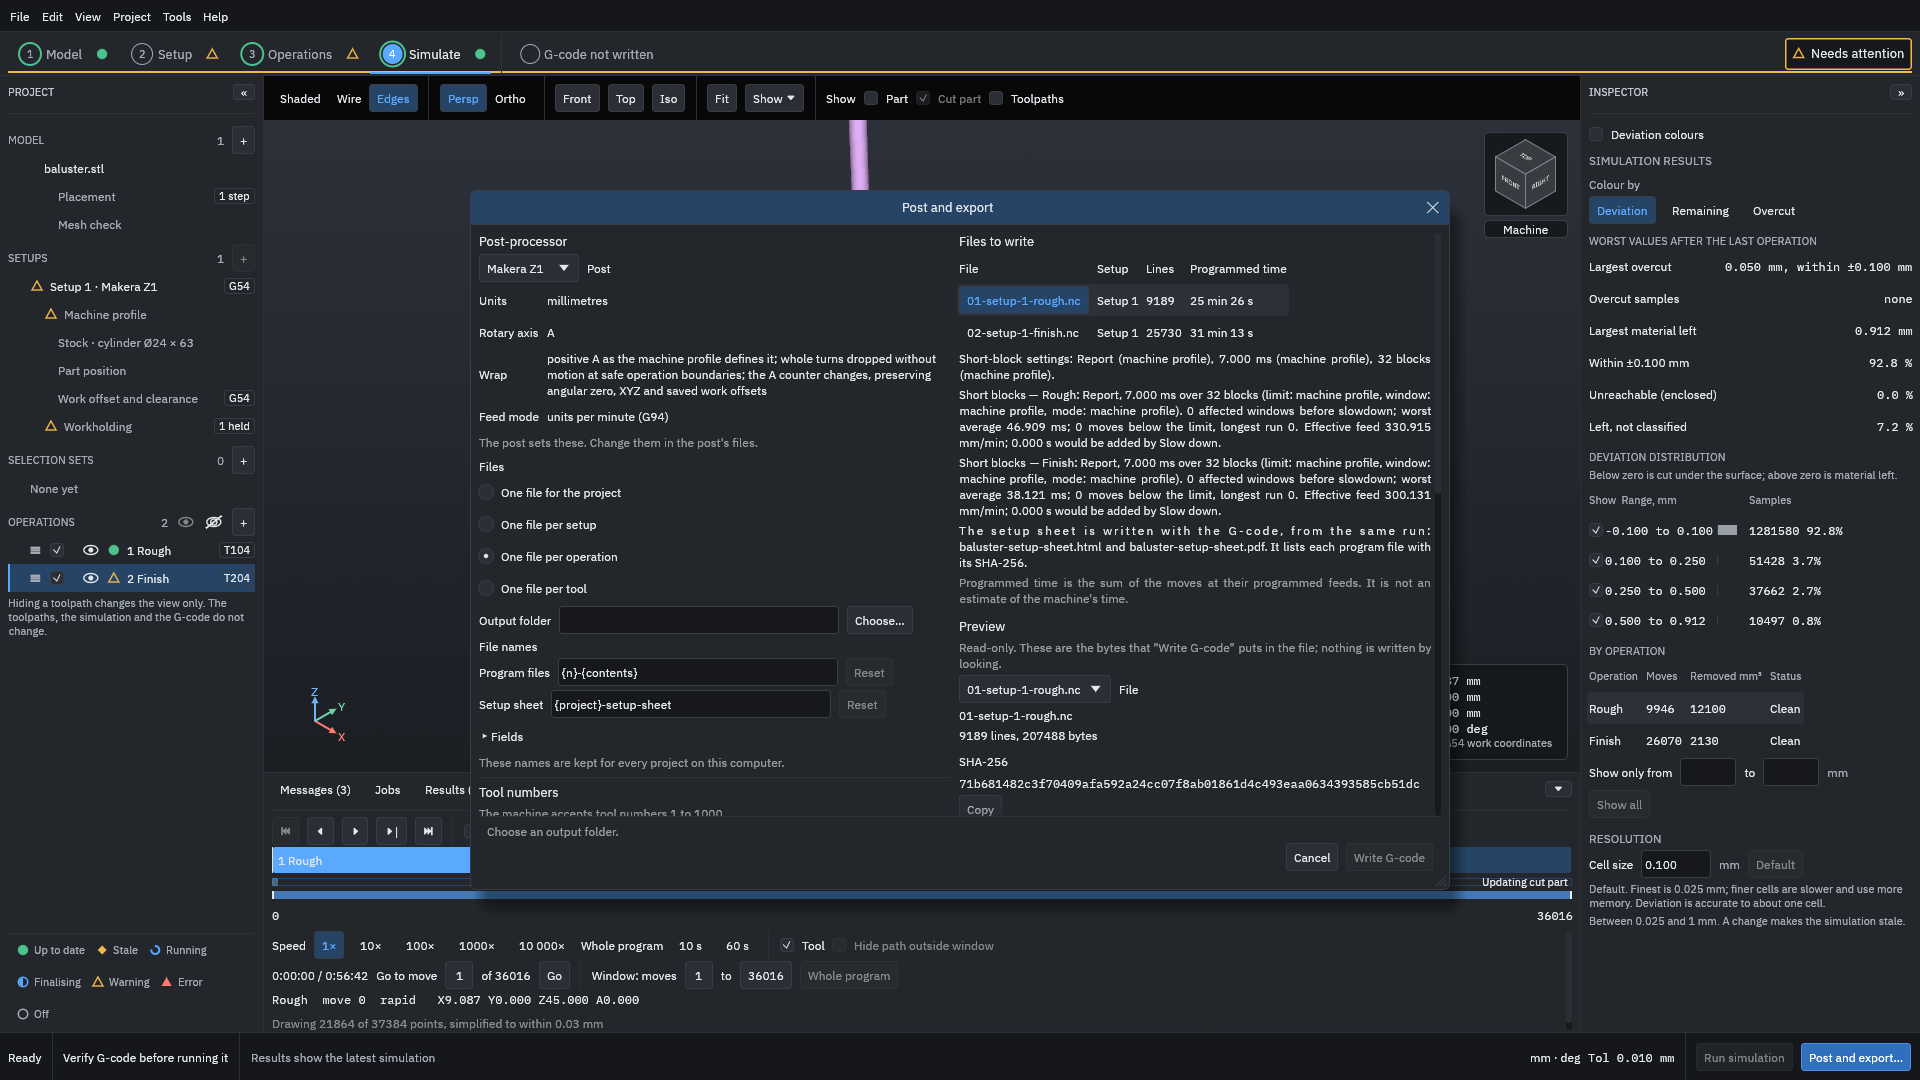 File Edit View Project Tools Help
1 Model 2 Setup 3 Operations 4 Simulate G-code not written Needs attention
PROJECT «
MODEL 1 +
baluster.stl
Placement 1 step
Mesh check
SETUPS 1 +
Setup 1 · Makera Z1 G54
Machine profile
Stock · cylinder Ø24 × 63
Part position
Work offset and clearance G54
Workholding 1 held
SELECTION SETS 0 +
None yet
OPERATIONS 2 +
1 Rough T104
2 Finish T204
Hiding a toolpath changes the view only. The
toolpaths, the simulation and the G-code do not
change.
Up to date Stale Running
Finalising Warning Error
Off
Shaded Wire Edges Persp Ortho Front Top Iso Fit Show Show Part Cut part Toolpaths
TOP
FRONT RIGHT
Machine
Z
Y
X
Post and export
Post-processor
Makera Z1 Post
Units millimetres
Rotary axis A
Wrap positive A as the machine profile defines it; whole turns dropped without
motion at safe operation boundaries; the A counter changes, preserving
angular zero, XYZ and saved work offsets
Feed mode units per minute (G94)
The post sets these. Change them in the post's files.
Files
One file for the project
One file per setup
One file per operation
One file per tool
Output folder Choose...
File names
Program files {n}-{contents} Reset
Setup sheet {project}-setup-sheet Reset
Fields
These names are kept for every project on this computer.
Tool numbers
The machine accepts tool numbers 1 to 1000
Files to write
File Setup Lines Programmed time
01-setup-1-rough.nc Setup 1 9189 25 min 26 s
02-setup-1-finish.nc Setup 1 25730 31 min 13 s
Short-block settings: Report (machine profile), 7.000 ms (machine profile), 32 blocks
(machine profile).
Short blocks — Rough: Report, 7.000 ms over 32 blocks (limit: machine profile, window:
machine profile, mode: machine profile). 0 affected windows before slowdown; worst
average 46.909 ms; 0 moves below the limit, longest run 0. Effective feed 330.915
mm/min; 0.000 s would be added by Slow down.
Short blocks — Finish: Report, 7.000 ms over 32 blocks (limit: machine profile, window:
machine profile, mode: machine profile). 0 affected windows before slowdown; worst
average 38.121 ms; 0 moves below the limit, longest run 0. Effective feed 300.131
mm/min; 0.000 s would be added by Slow down.
The setup sheet is written with the G-code, from the same run:
baluster-setup-sheet.html and baluster-setup-sheet.pdf. It lists each program file with
its SHA-256.
Programmed time is the sum of the moves at their programmed feeds. It is not an
estimate of the machine's time.
Preview
Read-only. These are the bytes that "Write G-code" puts in the file; nothing is written by
looking.
01-setup-1-rough.nc File
01-setup-1-rough.nc
9189 lines, 207488 bytes
SHA-256
71b681482c3f70409afa592a24cc07f8ab01861d4c493eaa0634393585cb51dc
Copy
Choose an output folder.
Cancel Write G-code
mm
mm
mm
deg
G54 work coordinates
Messages (3) Jobs Results
1 Rough
Updating cut part
0 36016
Speed 1× 10× 100× 1000× 10 000× Whole program 10 s 60 s Tool Hide path outside window
0:00:00 / 0:56:42 Go to move 1 of 36016 Go Window: moves 1 to 36016 Whole program
Rough move 0 rapid X9.087 Y0.000 Z45.000 A0.000
Drawing 21864 of 37384 points, simplified to within 0.03 mm
INSPECTOR »
Deviation colours
SIMULATION RESULTS
Colour by
Deviation Remaining Overcut
WORST VALUES AFTER THE LAST OPERATION
Largest overcut 0.050 mm, within ±0.100 mm
Overcut samples none
Largest material left 0.912 mm
Within ±0.100 mm 92.8 %
Unreachable (enclosed) 0.0 %
Left, not classified 7.2 %
DEVIATION DISTRIBUTION
Below zero is cut under the surface; above zero is material left.
Show Range, mm Samples
-0.100 to 0.100 1281580 92.8%
0.100 to 0.250 51428 3.7%
0.250 to 0.500 37662 2.7%
0.500 to 0.912 10497 0.8%
BY OPERATION
Operation Moves Removed mm³ Status
Rough 9946 12100 Clean
Finish 26070 2130 Clean
Show only from to mm
Show all
RESOLUTION
Cell size 0.100 mm Default
Default. Finest is 0.025 mm; finer cells are slower and use more
memory. Deviation is accurate to about one cell.
Between 0.025 and 1 mm. A change makes the simulation stale.
Ready Verify G-code before running it Results show the latest simulation mm · deg Tol 0.010 mm Run simulation Post and export...